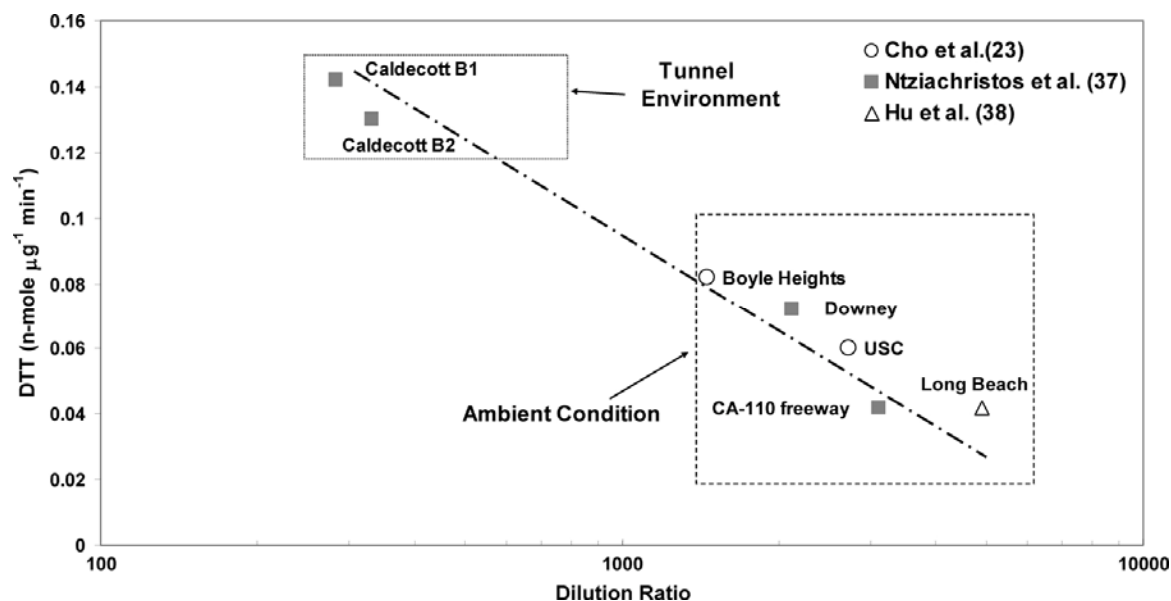 0.16
0.14
0.12
0.1
0.08
0.06
0.04
0.02
0
DTT (n-mole μg⁻¹ min⁻¹)
Caldecott B1
Caldecott B2
Tunnel
Environment
Cho et al.(23)
Ntziachristos et al. (37)
Hu et al. (38)
Boyle Heights
Downey
USC
Long Beach
CA-110 freeway
Ambient Condition
100
1000
10000
Dilution Ratio